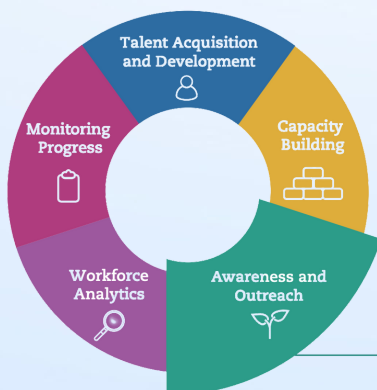 Talent Acquisition
and Development
Capacity
Building
Awareness and
Outreach
Workforce
Analytics
Monitoring
Progress